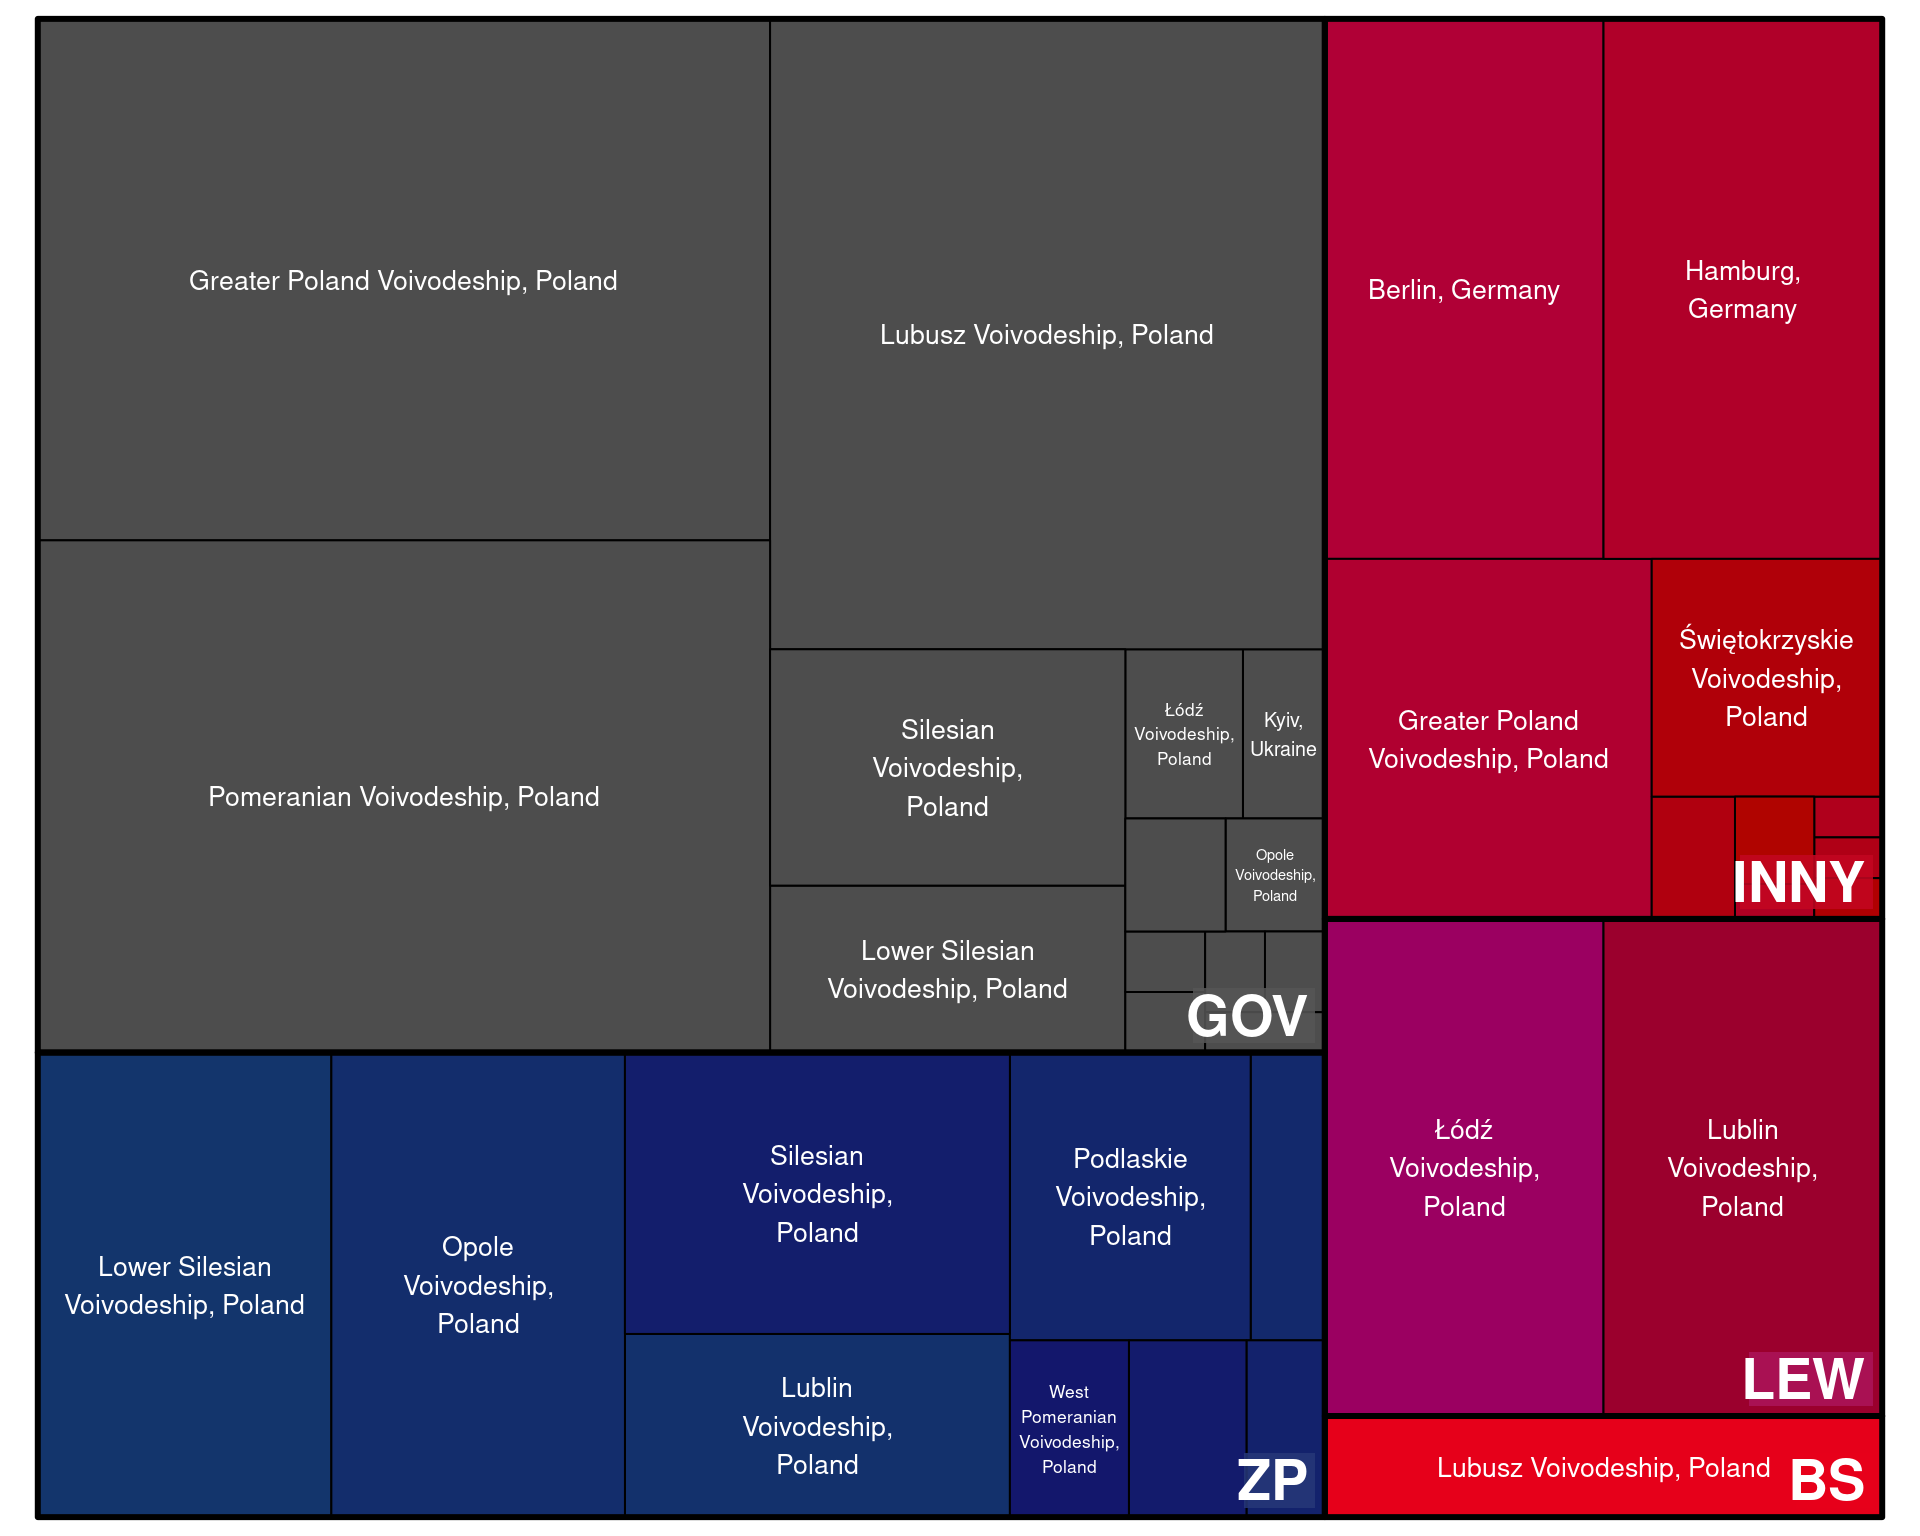 Greater Poland Voivodeship, Poland
Lubusz Voivodeship, Poland
Pomeranian Voivodeship, Poland
Silesian
Voivodeship,
Poland
Łódź
Voivodeship,
Poland
Kyiv,
Ukraine
Opole
Voivodeship,
Poland
Lower Silesian
Voivodeship, Poland
GOV
Berlin, Germany
Hamburg,
Germany
Greater Poland
Voivodeship, Poland
Świętokrzyskie
Voivodeship,
Poland
INNY
Lower Silesian
Voivodeship, Poland
Opole
Voivodeship,
Poland
Silesian
Voivodeship,
Poland
Lublin
Voivodeship,
Poland
Podlaskie
Voivodeship,
Poland
West
Pomeranian
Voivodeship,
Poland
ZP
Łódź
Voivodeship,
Poland
Lublin
Voivodeship,
Poland
LEW
Lubusz Voivodeship, Poland
BS